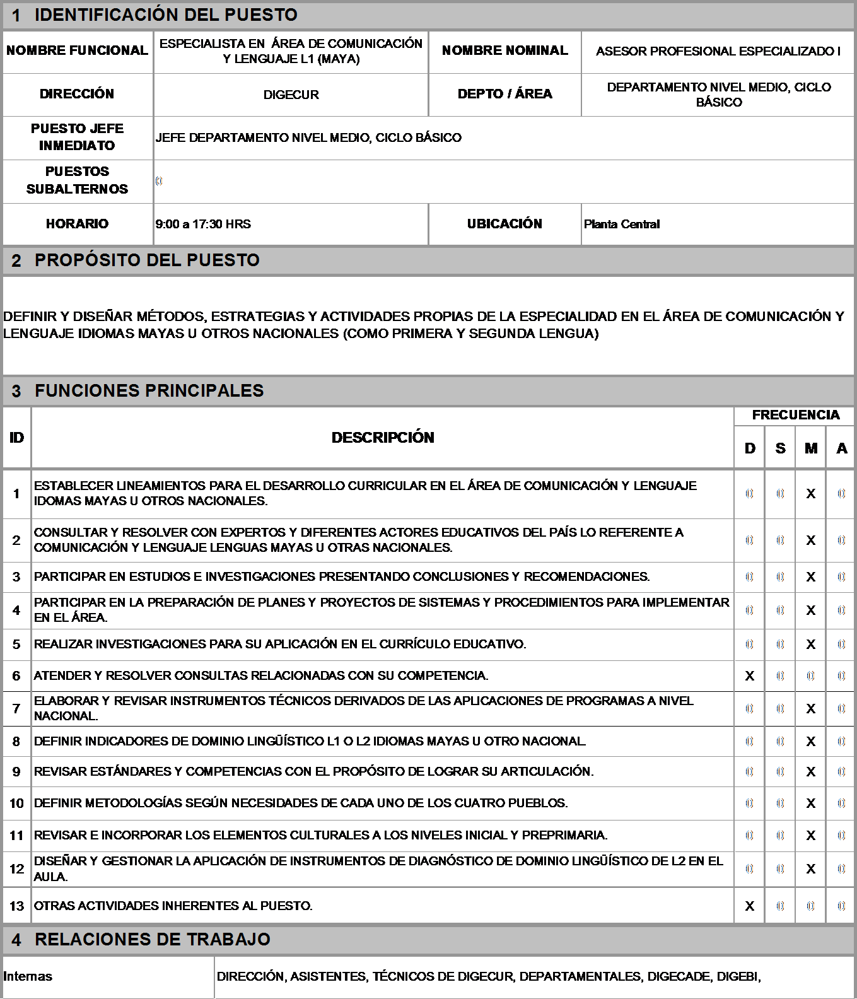 1 IDENTIFICACIÓN DEL PUESTO
NOMBRE FUNCIONAL
ESPECIALISTA EN ÁREA DE COMUNICACIÓN
Y LENGUAJE L1 (MAYA)
NOMBRE NOMINAL
ASESOR PROFESIONAL ESPECIALIZADO I
DIRECCIÓN
DIGECUR
DEPTO / ÁREA
DEPARTAMENTO NIVEL MEDIO, CICLO
BÁSICO
PUESTO JEFE
INMEDIATO
JEFE DEPARTAMENTO NIVEL MEDIO, CICLO BÁSICO
PUESTOS
SUBALTERNOS
0
HORARIO
9:00 a 17:30 HRS
UBICACIÓN
Planta Central
2 PROPÓSITO DEL PUESTO
DEFINIR Y DISEÑAR MÉTODOS, ESTRATEGIAS Y ACTIVIDADES PROPIAS DE LA ESPECIALIDAD EN EL ÁREA DE COMUNICACIÓN Y
LENGUAJE IDIOMAS MAYAS U OTROS NACIONALES (COMO PRIMERA Y SEGUNDA LENGUA)
3 FUNCIONES PRINCIPALES
ID
DESCRIPCIÓN
FRECUENCIA
D S M A
1
ESTABLECER LINEAMIENTOS PARA EL DESARROLLO CURRICULAR EN EL ÁREA DE COMUNICACIÓN Y LENGUAJE
IDOMAS MAYAS U OTROS NACIONALES.
0 0 X 0
2
CONSULTAR Y RESOLVER CON EXPERTOS Y DIFERENTES ACTORES EDUCATIVOS DEL PAÍS LO REFERENTE A
COMUNICACIÓN Y LENGUAJE LENGUAS MAYAS U OTRAS NACIONALES.
0 0 X 0
3 PARTICIPAR EN ESTUDIOS E INVESTIGACIONES PRESENTANDO CONCLUSIONES Y RECOMENDACIONES. 0 0 X 0
4
PARTICIPAR EN LA PREPARACIÓN DE PLANES Y PROYECTOS DE SISTEMAS Y PROCEDIMIENTOS PARA IMPLEMENTAR
EN EL ÁREA.
0 0 X 0
5 REALIZAR INVESTIGACIONES PARA SU APLICACIÓN EN EL CURRÍCULO EDUCATIVO. 0 0 X 0
6 ATENDER Y RESOLVER CONSULTAS RELACIONADAS CON SU COMPETENCIA. X 0 0 0
7
ELABORAR Y REVISAR INSTRUMENTOS TÉCNICOS DERIVADOS DE LAS APLICACIONES DE PROGRAMAS A NIVEL
NACIONAL.
0 0 X 0
8 DEFINIR INDICADORES DE DOMINIO LINGÜÍSTICO L1 O L2 IDIOMAS MAYAS U OTRO NACIONAL. 0 0 X 0
9 REVISAR ESTÁNDARES Y COMPETENCIAS CON EL PROPÓSITO DE LOGRAR SU ARTICULACIÓN. 0 0 X 0
10 DEFINIR METODOLOGÍAS SEGÚN NECESIDADES DE CADA UNO DE LOS CUATRO PUEBLOS. 0 0 X 0
11 REVISAR E INCORPORAR LOS ELEMENTOS CULTURALES A LOS NIVELES INICIAL Y PREPRIMARIA. 0 0 X 0
12
DISEÑAR Y GESTIONAR LA APLICACIÓN DE INSTRUMENTOS DE DIAGNÓSTICO DE DOMINIO LINGÜÍSTICO DE L2 EN EL
AULA.
0 0 X 0
13 OTRAS ACTIVIDADES INHERENTES AL PUESTO. X 0 0 0
4 RELACIONES DE TRABAJO
Internas
DIRECCIÓN, ASISTENTES, TÉCNICOS DE DIGECUR, DEPARTAMENTALES, DIGECADE, DIGEBI,